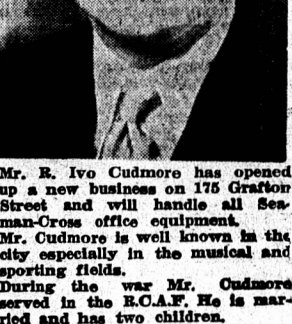 Mr. R. Ivo Cudmore has opened
up a new business on 175 Grafton
Street and will handle all Sea-
man-Cross office equipment.
Mr. Cudmore is well known in the
city especially in the musical and
sporting fields.
During the war Mr. Cudmore
served in the R.C.A.F. He is mar-
ried and has two children.